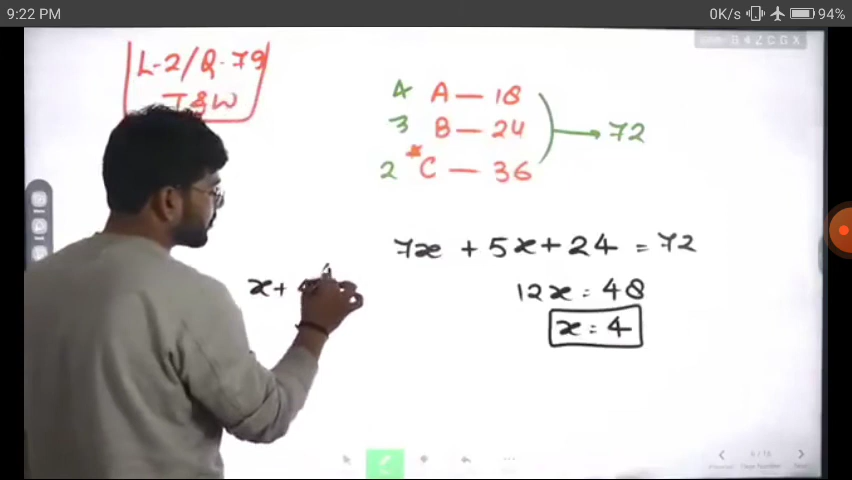 9:22 PM 0K/s 94%
L-2/Q-79
T&W
4 A — 18
3 B — 24 → 72
2 *C — 36
7x + 5x + 24 = 72
12x = 48
x = 4
x +